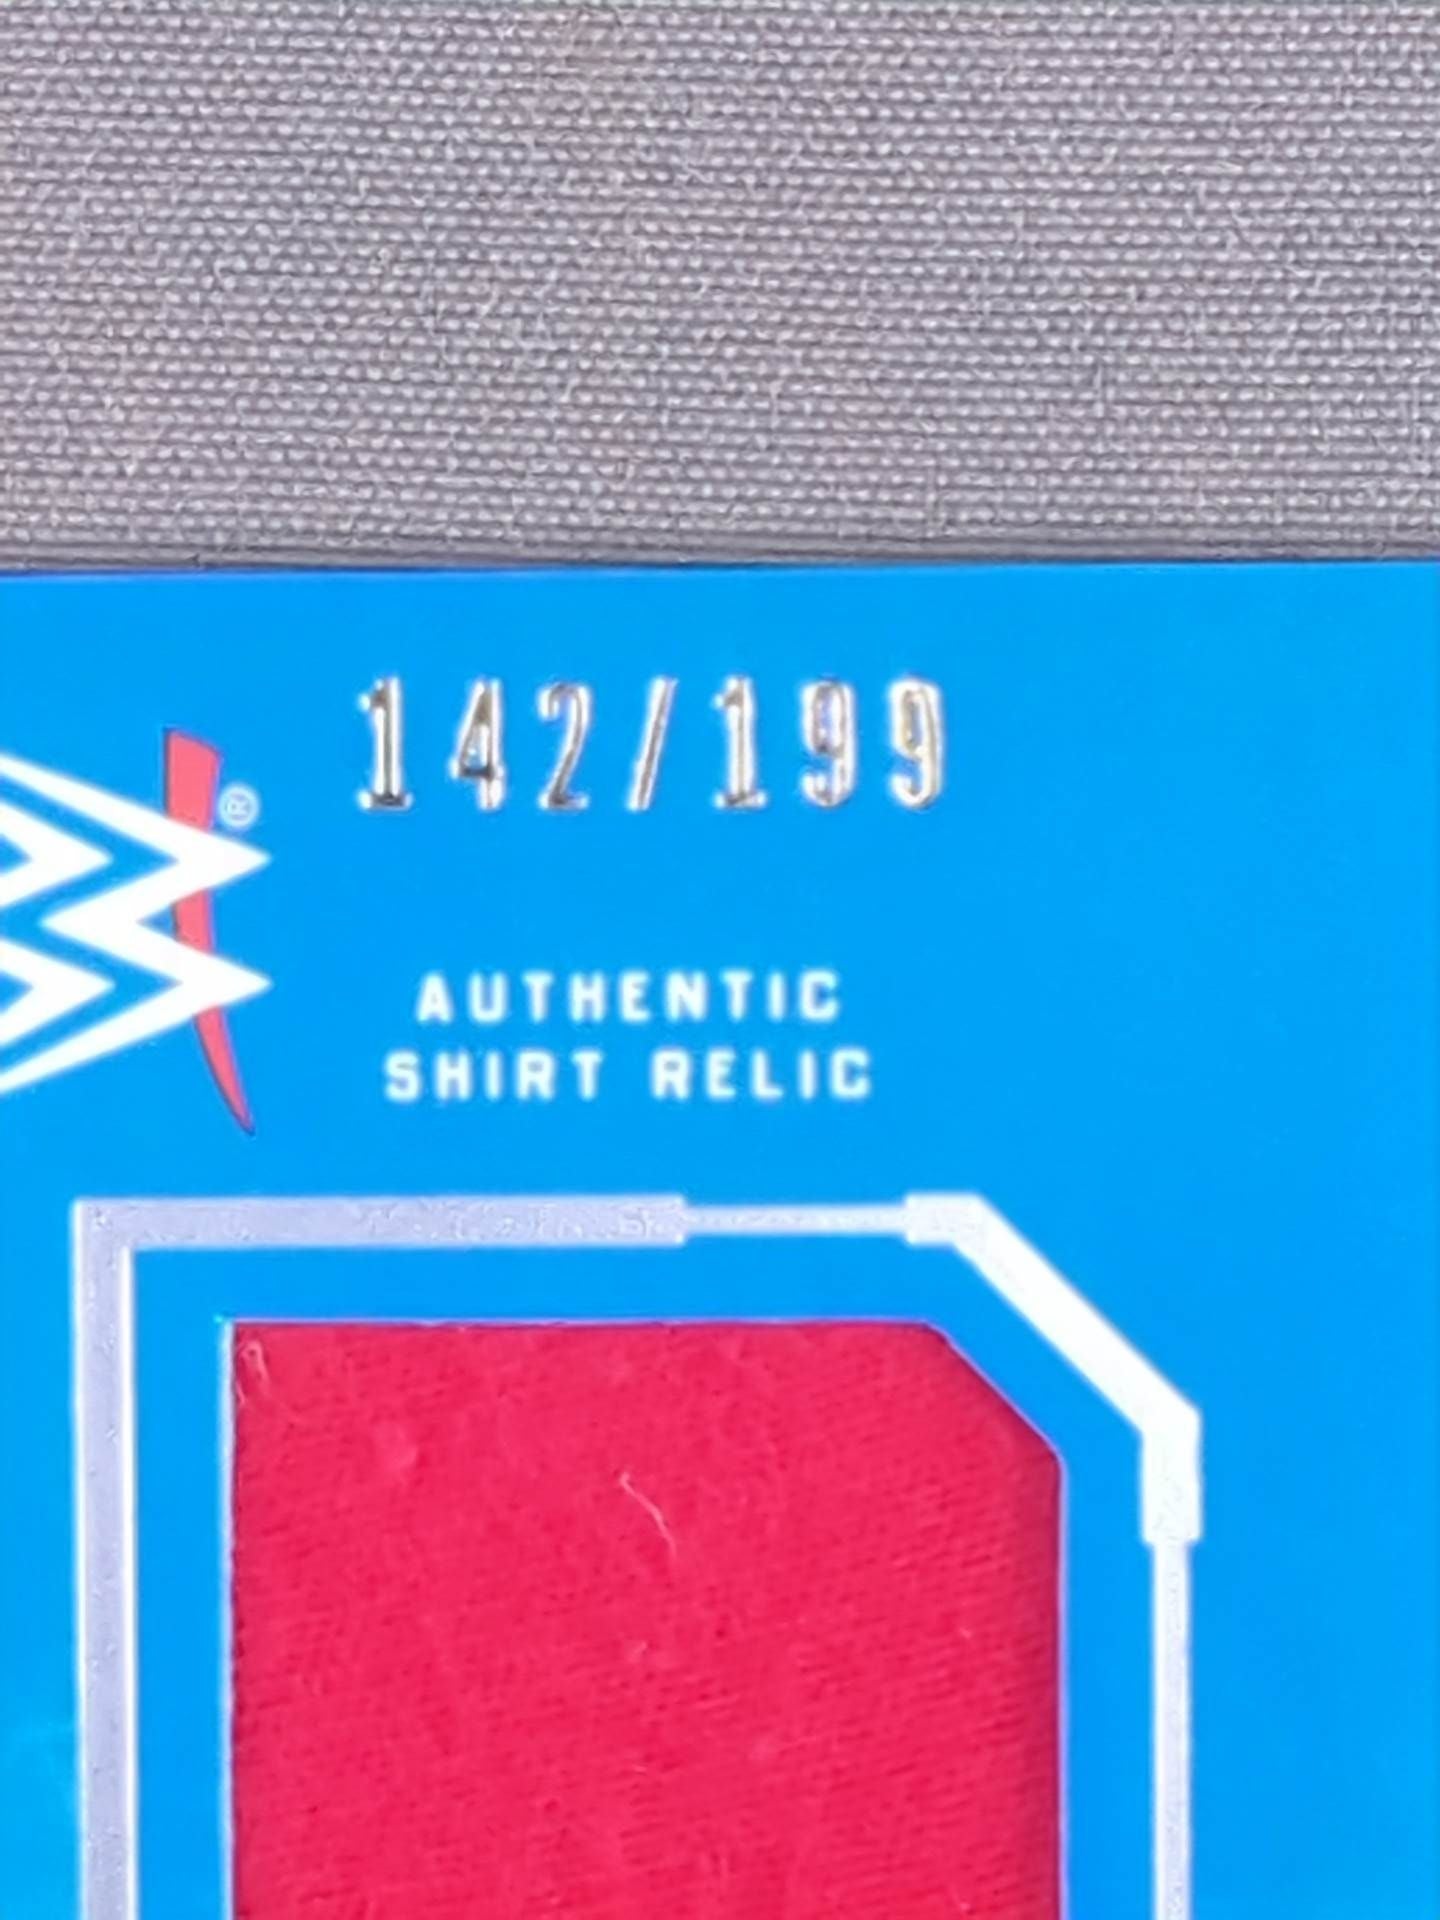 142/199
®
AUTHENTIC
SHIRT RELIC